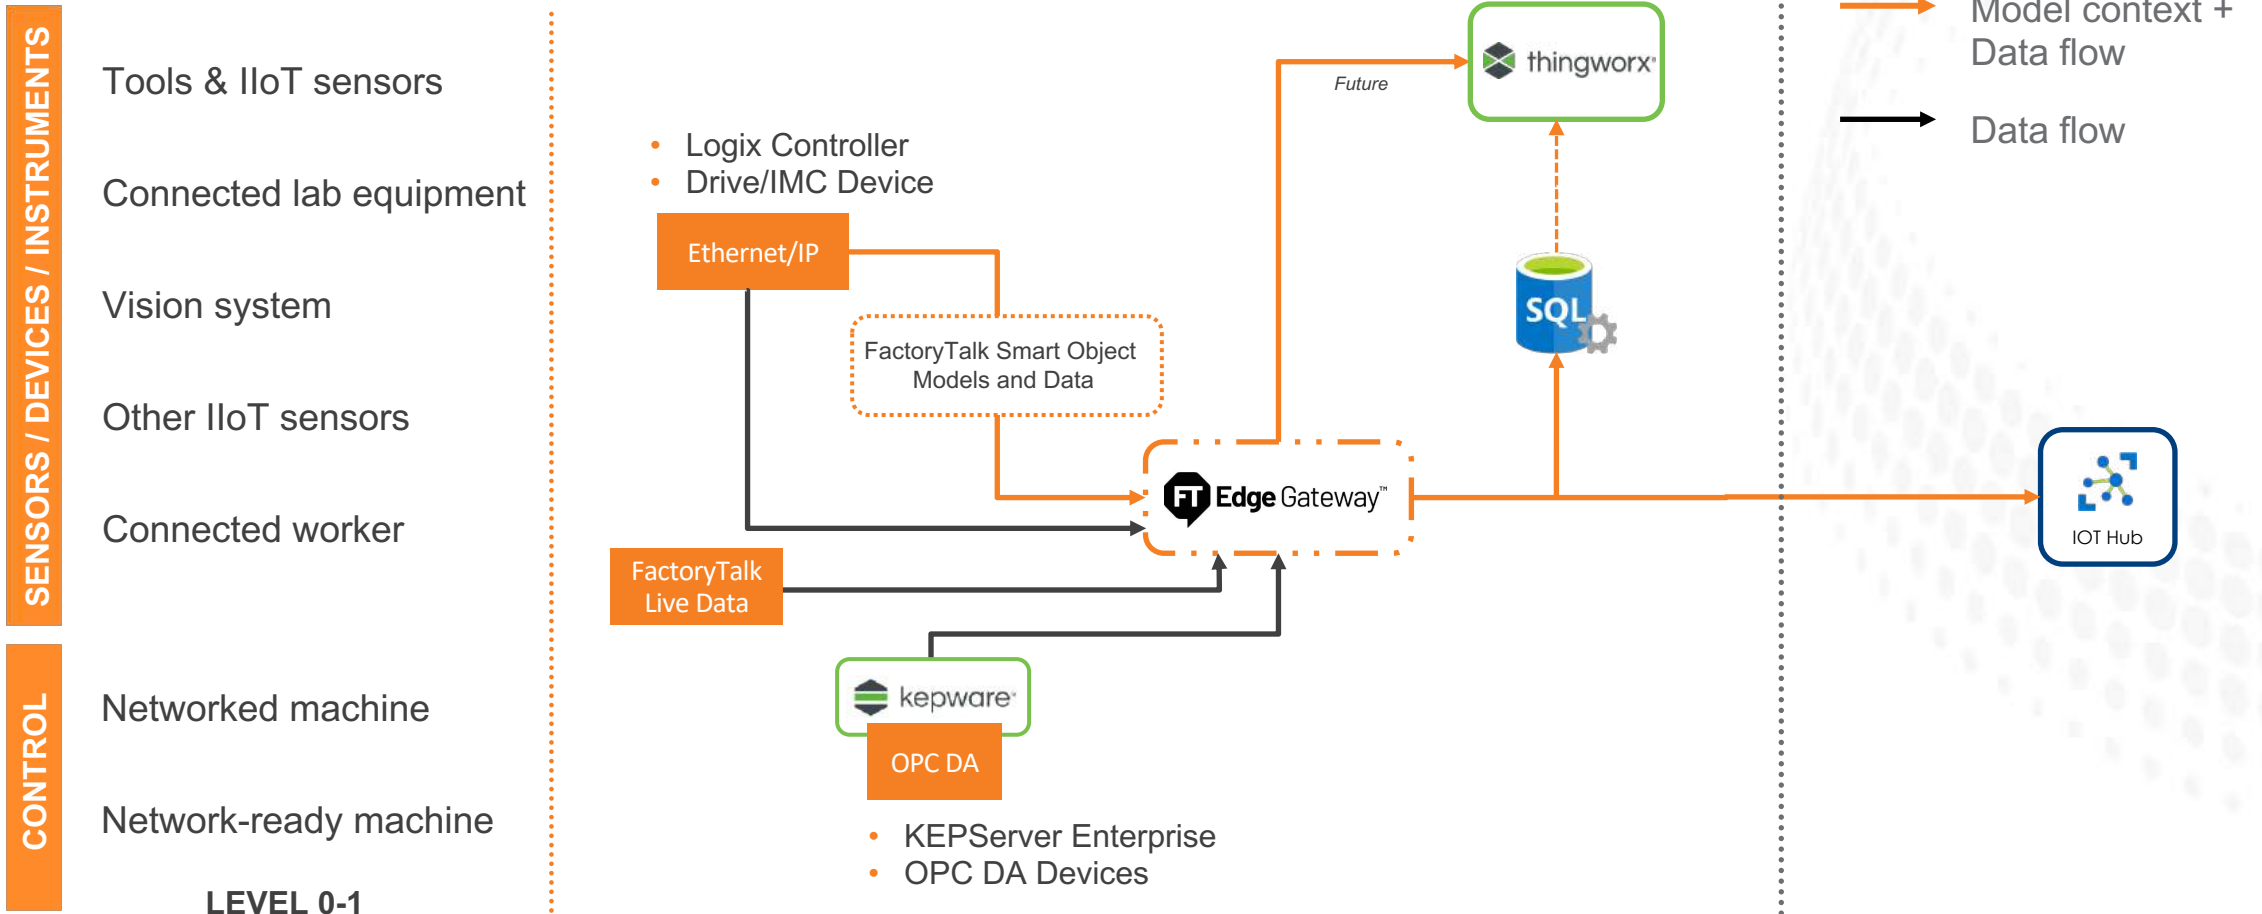 SENSORS / DEVICES / INSTRUMENTS
Tools & IIoT sensors
Connected lab equipment
Vision system
Other IIoT sensors
Connected worker
CONTROL
Networked machine
Network-ready machine
LEVEL 0-1
• Logix Controller
• Drive/IMC Device
Ethernet/IP
FactoryTalk Smart Object
Models and Data
FactoryTalk
Live Data
kepware®
OPC DA
• KEPServer Enterprise
• OPC DA Devices
FT Edge Gateway™
Future
thingworx®
SQL
Model context +
Data flow
Data flow
IOT Hub